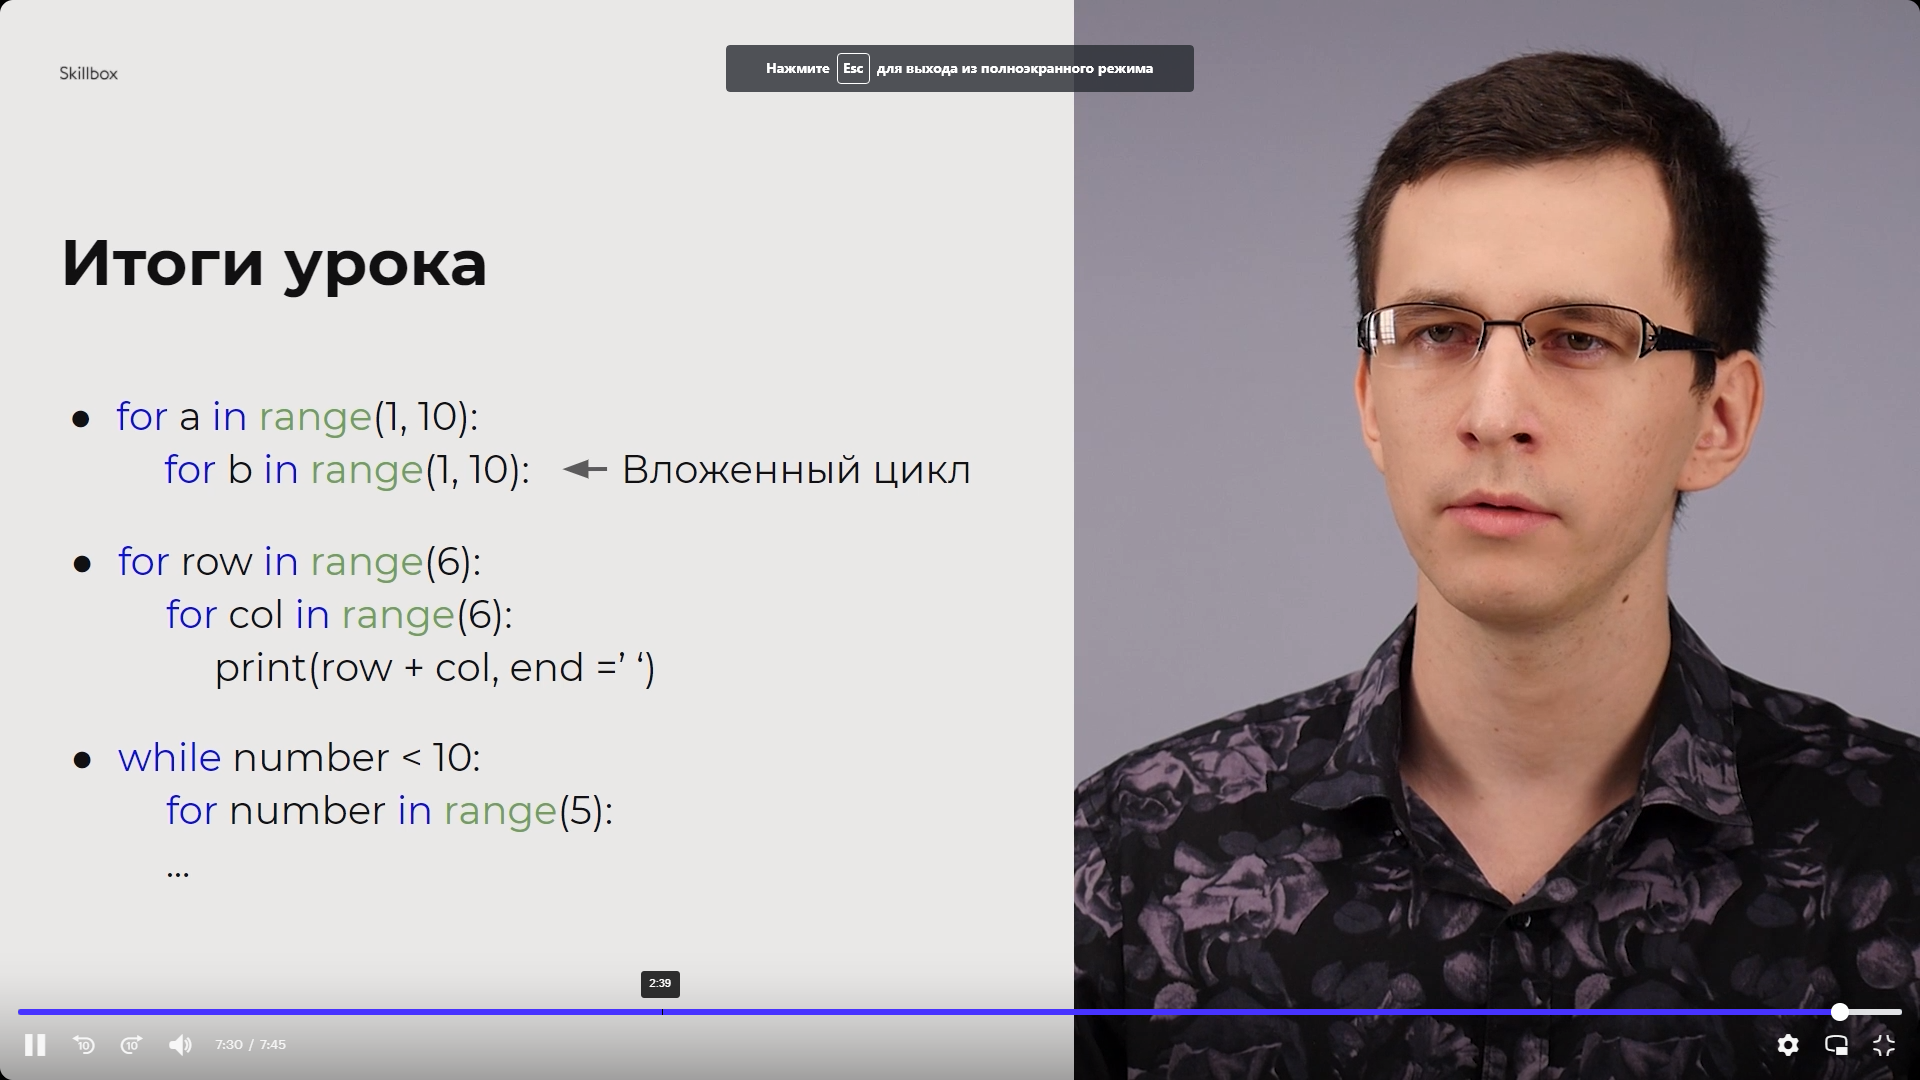 Skillbox
Нажмите Esc для выхода из полноэкранного режима
Итоги урока
● for a in range(1, 10):
for b in range(1, 10): ← Вложенный цикл
● for row in range(6):
for col in range(6):
print(row + col, end =’ ‘)
● while number < 10:
for number in range(5):
...
2:39
10 10 7:30 / 7:45